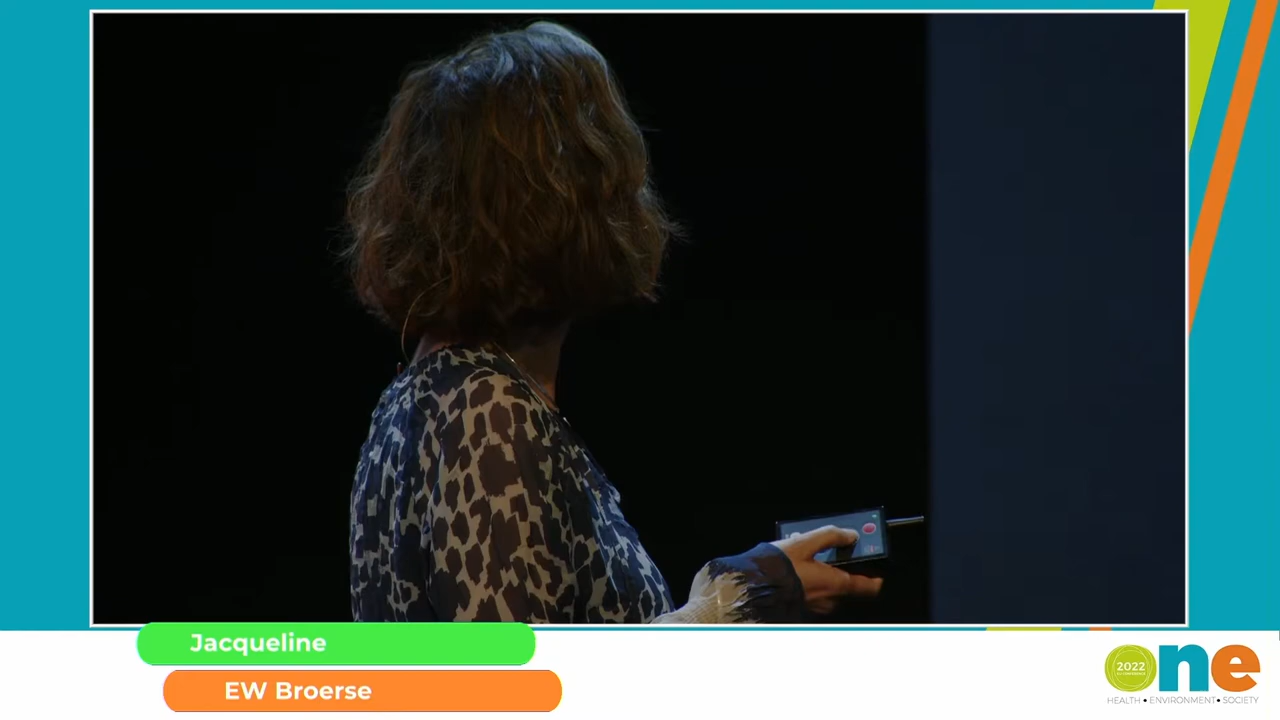 Jacqueline
EW Broerse
2022
one
HEALTH • ENVIRONMENT • SOCIETY